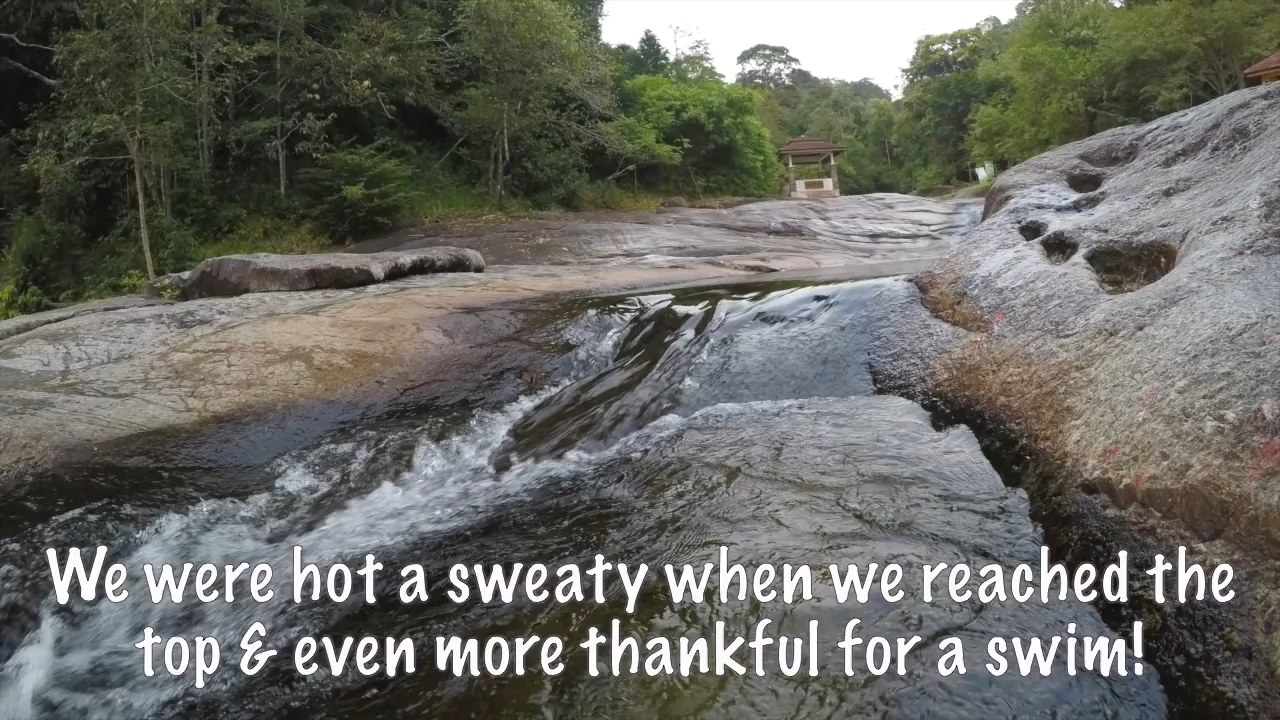 We were hot a sweaty when we reached the
top & even more thankful for a swim!